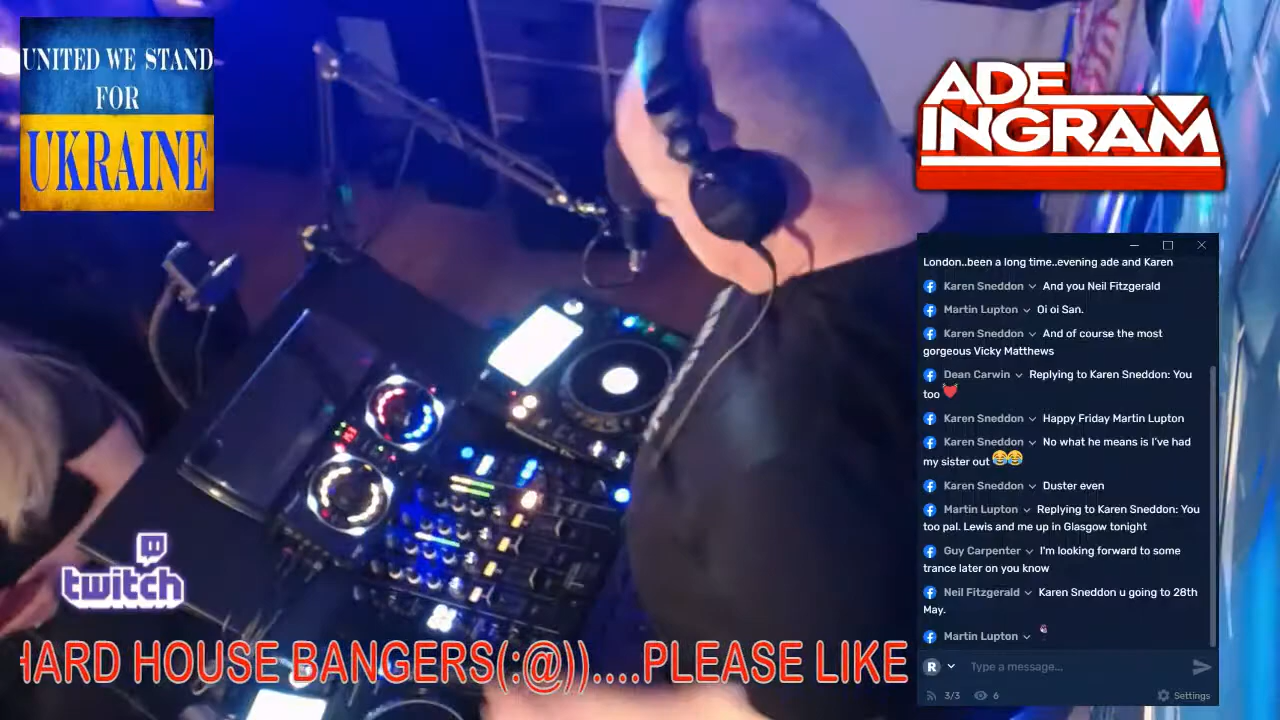 UNITED WE STAND
FOR
UKRAINE
ADE
INGRAM
London..been a long time..evening ade and Karen
Karen Sneddon And you Neil Fitzgerald
Martin Lupton Oi oi San.
Karen Sneddon And of course the most
gorgeous Vicky Matthews
Dean Carwin Replying to Karen Sneddon: You
too
Karen Sneddon Happy Friday Martin Lupton
Karen Sneddon No what he means is I've had
my sister out
Karen Sneddon Duster even
Martin Lupton Replying to Karen Sneddon: You
too pal. Lewis and me up in Glasgow tonight
Guy Carpenter I'm looking forward to some
trance later on you know
Neil Fitzgerald Karen Sneddon u going to 28th
May.
Martin Lupton
R Type a message...
3/3 6 Settings
twitch
HARD HOUSE BANGERS(:@))....PLEASE LIKE